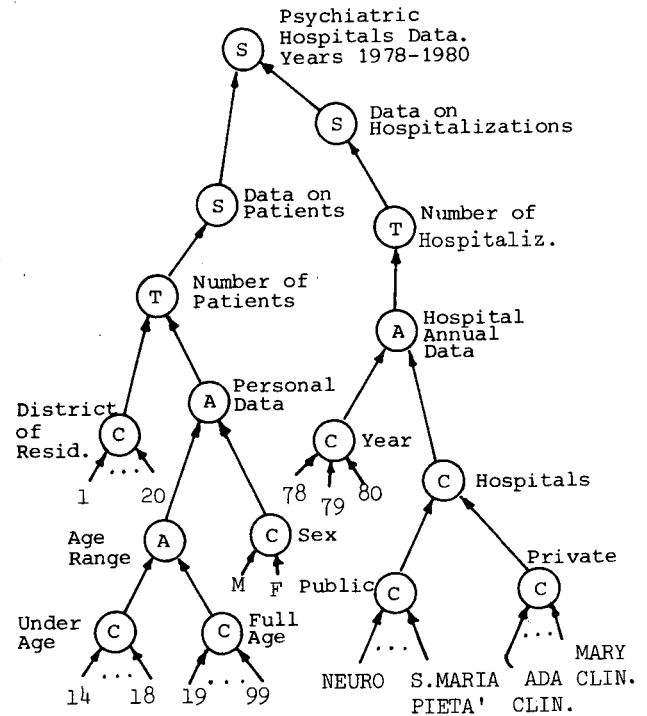 Psychiatric
Hospitals Data.
Years 1978-1980
S
Data on
Hospitalizations
S
Data on
Patients
S
Number of
Hospitaliz.
T
Number of
Patients
T
Hospital
Annual
Data
A
Personal
Data
A
District
of
Resid.
C
...
1 20
C Year
78 79 80
C Hospitals
Age
Range
A
C Sex
M F
Public
C
Private
C
Under
Age
C
Full
Age
C
...
14 18
....
19 99
...
NEURO S.MARIA
PIETA'
...
ADA
CLIN.
MARY
CLIN.